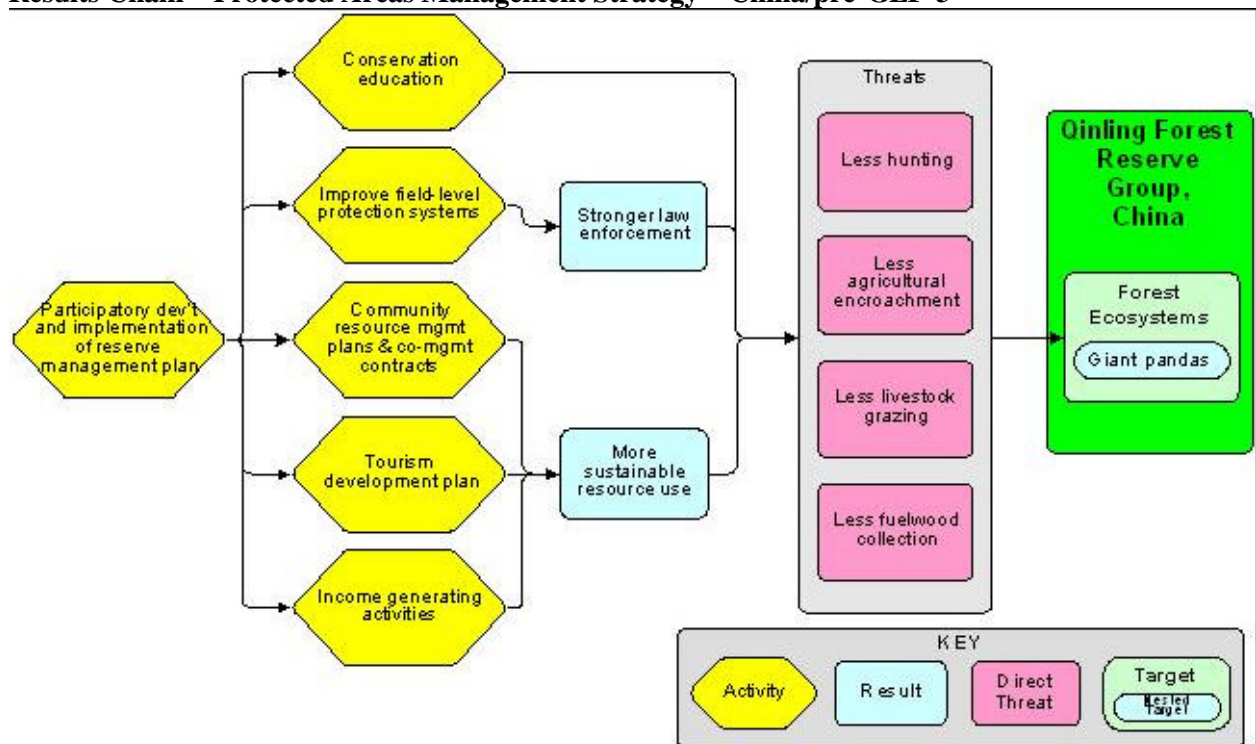 Results Chain – Protected Areas Management Strategy – China/pre-GEF-5
Conservation
education
Improve field-level
protection systems
Participatory dev't
and implementation
of reserve
management plan
Community
resource mgmt
plans & co-mgmt
contracts
Tourism
development plan
Income generating
activities
Stronger law
enforcement
More
sustainable
resource use
Threats
Less hunting
Less
agricultural
encroachment
Less livestock
grazing
Less fuelwood
collection
Qinling Forest
Reserve
Group,
China
Forest
Ecosystems
Giant pandas
KEY
Activity
Result
Direct
Threat
Target
Nested
Target